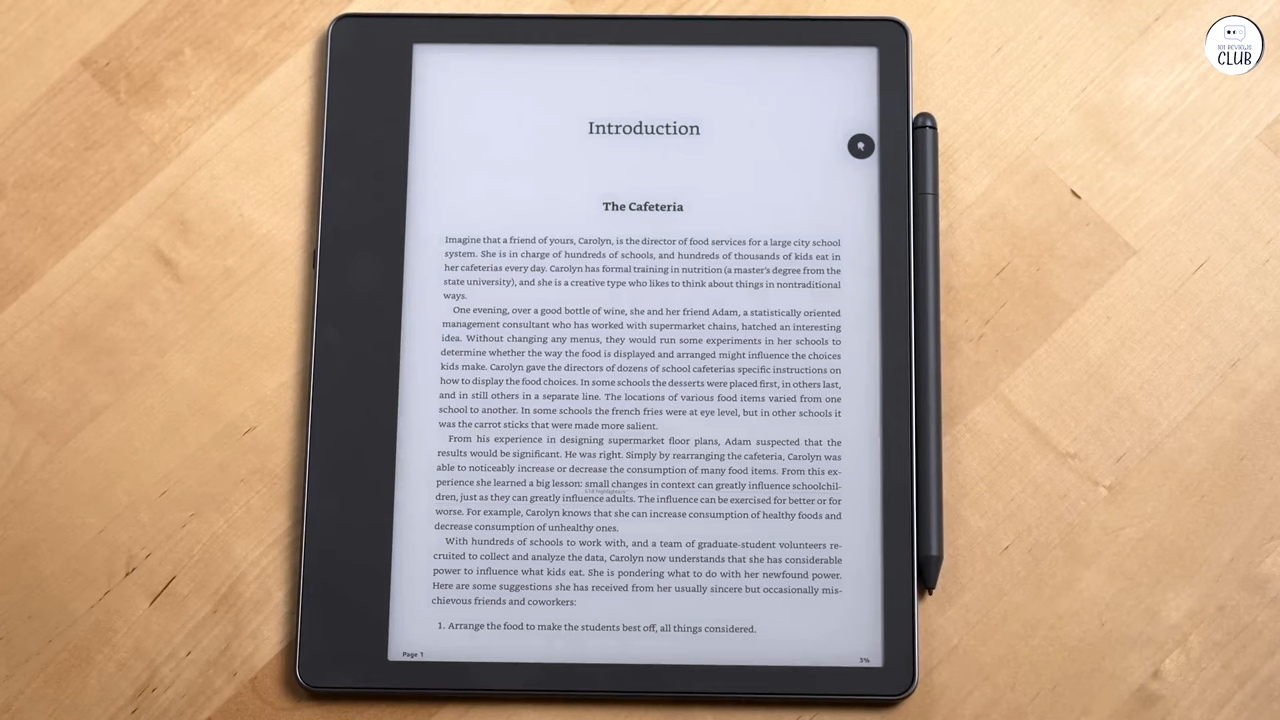 101 REVIEWS
CLUB
Introduction
The Cafeteria
Imagine that a friend of yours, Carolyn, is the director of food services for a large city school
system. She is in charge of hundreds of schools, and hundreds of thousands of kids eat in
her cafeterias every day. Carolyn has formal training in nutrition (a master's degree from the
state university), and she is a creative type who likes to think about things in nontraditional
ways.
One evening, over a good bottle of wine, she and her friend Adam, a statistically oriented
management consultant who has worked with supermarket chains, hatched an interesting
idea. Without changing any menus, they would run some experiments in her schools to
determine whether the way the food is displayed and arranged might influence the choices
kids make. Carolyn gave the directors of dozens of school cafeterias specific instructions on
how to display the food choices. In some schools the desserts were placed first, in others last,
and in still others in a separate line. The locations of various food items varied from one
school to another. In some schools the french fries were at eye level, but in other schools it
was the carrot sticks that were made more salient.
From his experience in designing supermarket floor plans, Adam suspected that the
results would be significant. He was right. Simply by rearranging the cafeteria, Carolyn was
able to noticeably increase or decrease the consumption of many food items. From this ex-
perience she learned a big lesson: small changes in context can greatly influence schoolchil-
highlighters
dren, just as they can greatly influence adults. The influence can be exercised for better or for
worse. For example, Carolyn knows that she can increase consumption of healthy foods and
decrease consumption of unhealthy ones.
With hundreds of schools to work with, and a team of graduate-student volunteers re-
cruited to collect and analyze the data, Carolyn now understands that she has considerable
power to influence what kids eat. She is pondering what to do with her newfound power.
Here are some suggestions she has received from her usually sincere but occasionally mis-
chievous friends and coworkers:
1. Arrange the food to make the students best off, all things considered.
Page 1
3%